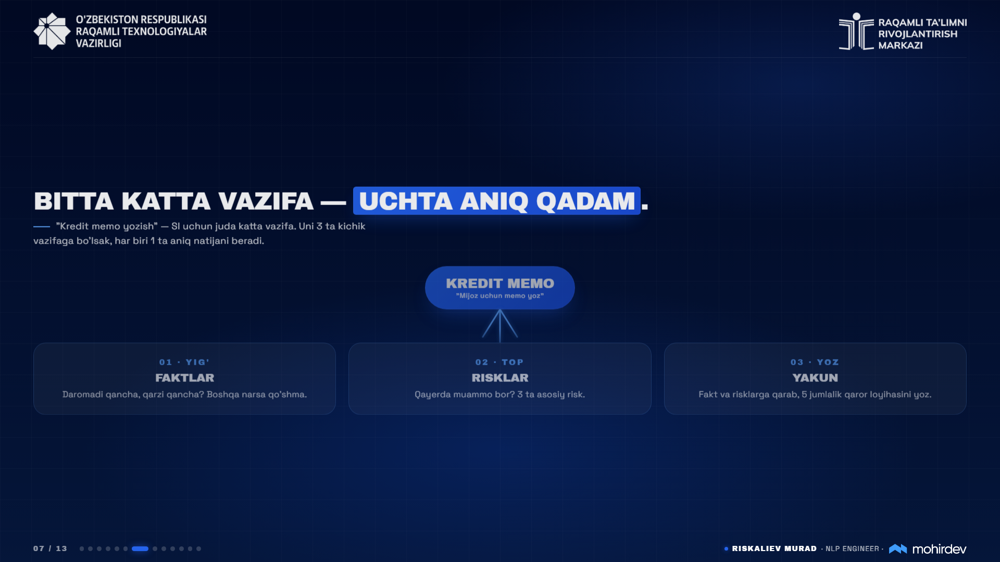 O'ZBEKISTON RESPUBLIKASI
RAQAMLI TEXNOLOGIYALAR
VAZIRLIGI
RAQAMLI TA'LIMNI
RIVOJLANTIRISH
MARKAZI
BITTA KATTA VAZIFA — UCHTA ANIQ QADAM.
"Kredit memo yozish" — SI uchun juda katta vazifa. Uni 3 ta kichik
vazifaga bo'lsak, har biri 1 ta aniq natijani beradi.
KREDIT MEMO
"Mijoz uchun memo yoz"
01 · YIG'
FAKTLAR
Daromadi qancha, qarzi qancha? Boshqa narsa qo'shma.
02 · TOP
RISKLAR
Qayerda muammo bor? 3 ta asosiy risk.
03 · YOZ
YAKUN
Fakt va risklarga qarab, 5 jumlalik qaror loyihasini yoz.
07 / 13
RISKALIEV MURAD · NLP ENGINEER · mohirdev